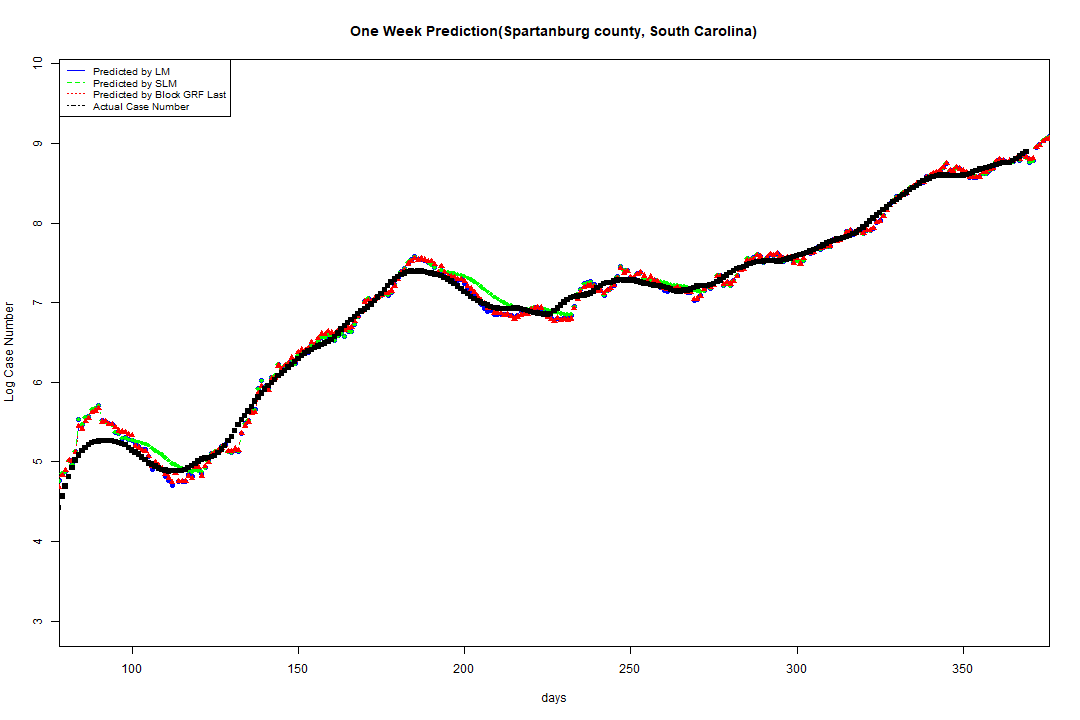 One Week Prediction(Spartanburg county, South Carolina)
Predicted by LM
Predicted by SLM
Predicted by Block GRF Last
Actual Case Number
Log Case Number
10
9
8
7
6
5
4
3
100 150 200 250 300 350
days